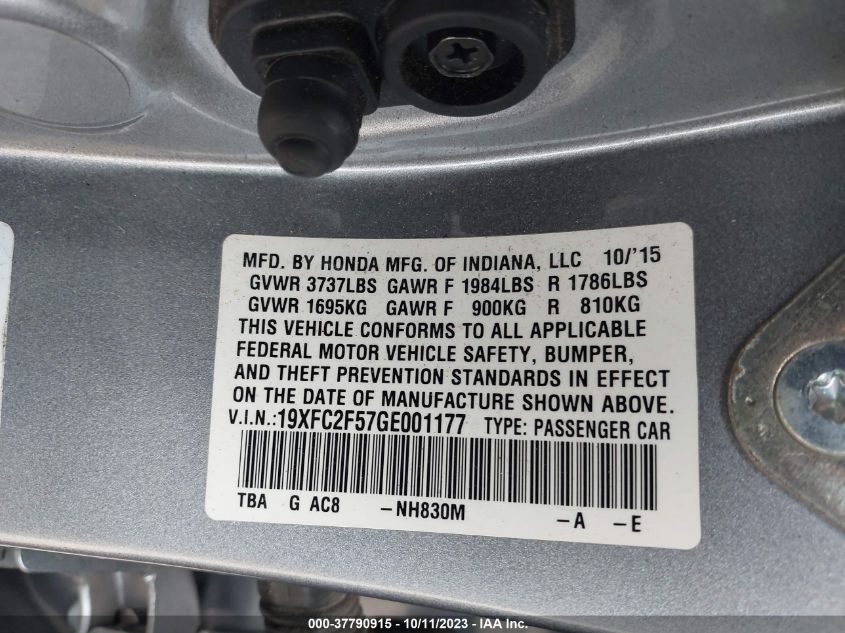 MFD. BY HONDA MFG. OF INDIANA, LLC 10/'15
GVWR 3737LBS GAWR F 1984LBS R 1786LBS
GVWR 1695KG GAWR F 900KG R 810KG
THIS VEHICLE CONFORMS TO ALL APPLICABLE
FEDERAL MOTOR VEHICLE SAFETY, BUMPER,
AND THEFT PREVENTION STANDARDS IN EFFECT
ON THE DATE OF MANUFACTURE SHOWN ABOVE.
V.I.N.:19XFC2F57GE001177 TYPE: PASSENGER CAR
TBA G AC8 -NH830M -A -E
000-37790915 - 10/11/2023 - IAA Inc.